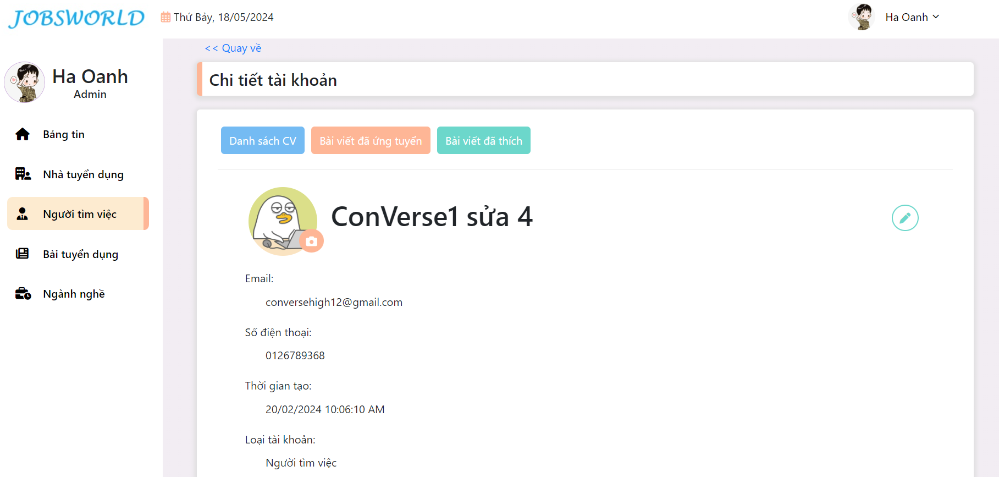 JOBSWORLD
Thứ Bảy, 18/05/2024
Ha Oanh
Ha Oanh
Admin
Bảng tin
Nhà tuyển dụng
Người tìm việc
Bài tuyển dụng
Ngành nghề
<< Quay về
Chi tiết tài khoản
Danh sách CV
Bài viết đã ứng tuyển
Bài viết đã thích
ConVerse1 sửa 4
Email:
conversehigh12@gmail.com
Số điện thoại:
0126789368
Thời gian tạo:
20/02/2024 10:06:10 AM
Loại tài khoản:
Người tìm việc